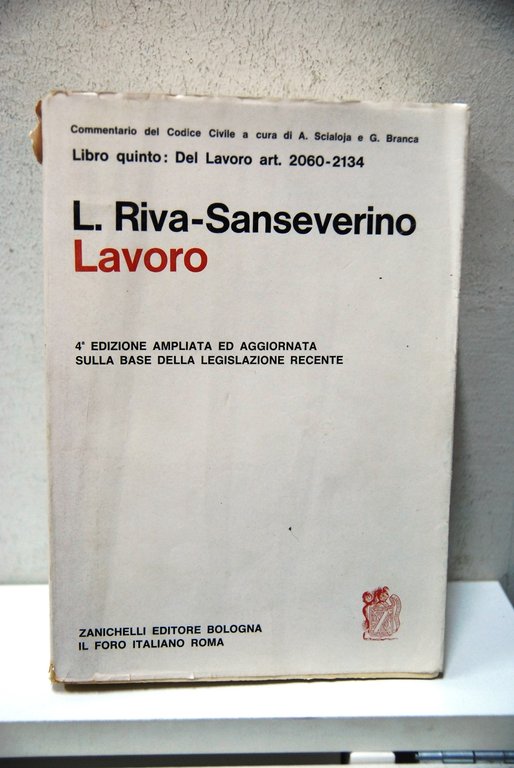 Commentario del Codice Civile a cura di A. Scialoja e G. Branca
Libro quinto: Del Lavoro art. 2060-2134
L. Riva-Sanseverino
Lavoro
4ª EDIZIONE AMPLIATA ED AGGIORNATA
SULLA BASE DELLA LEGISLAZIONE RECENTE
ZANICHELLI EDITORE BOLOGNA
IL FORO ITALIANO ROMA